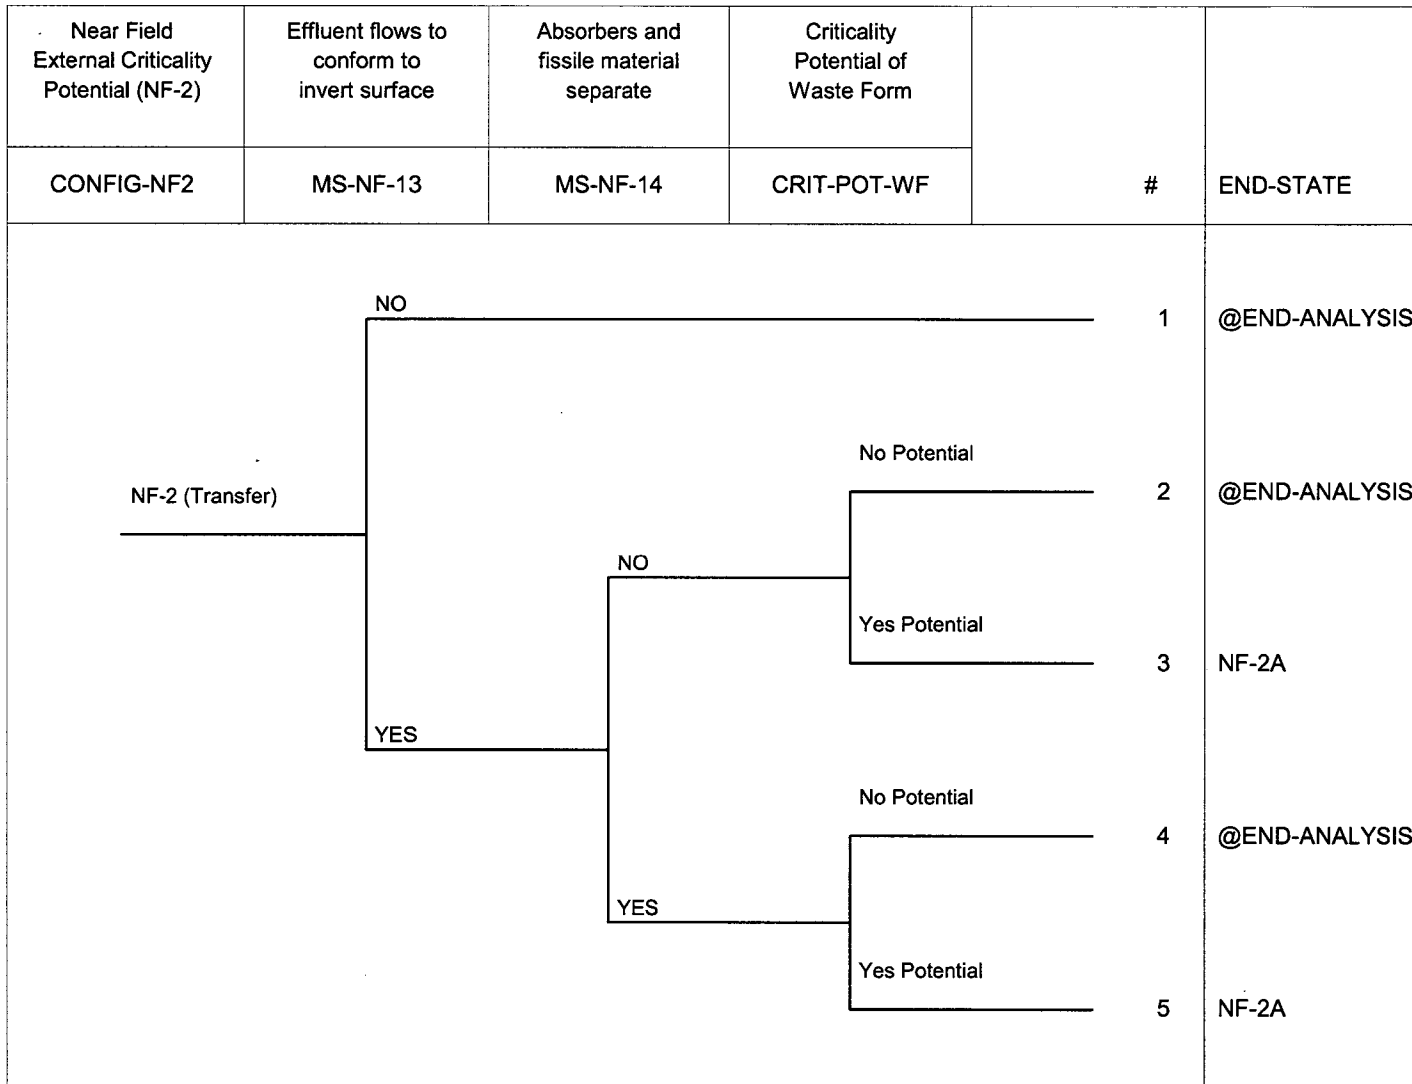 Near Field
External Criticality
Potential (NF-2)
Effluent flows to
conform to
invert surface
Absorbers and
fissile material
separate
Criticality
Potential of
Waste Form
CONFIG-NF2
MS-NF-13
MS-NF-14
CRIT-POT-WF
#
END-STATE
NO
1
@END-ANALYSIS
No Potential
NF-2 (Transfer)
2
@END-ANALYSIS
NO
Yes Potential
3
NF-2A
YES
No Potential
4
@END-ANALYSIS
YES
Yes Potential
5
NF-2A